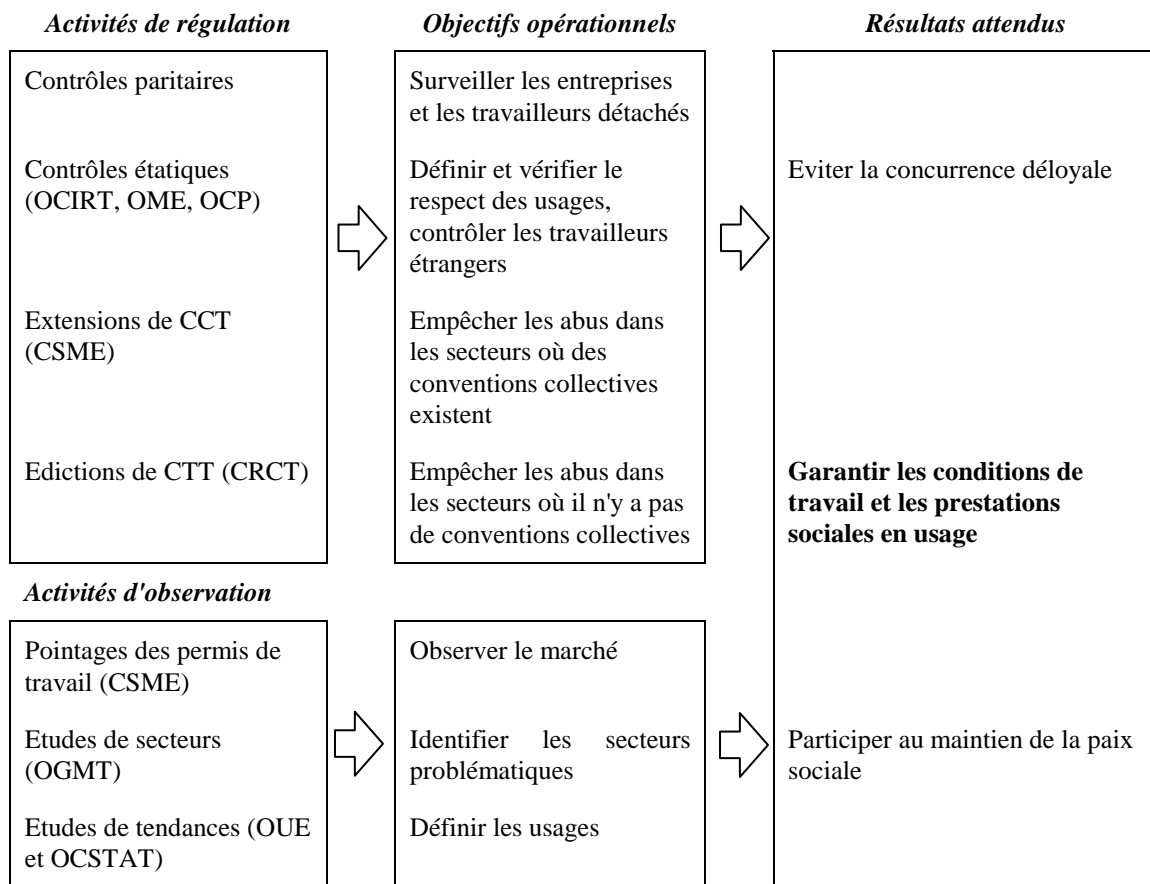 Activités de régulation
Objectifs opérationnels
Résultats attendus
Contrôles paritaires
Surveiller les entreprises
et les travailleurs détachés
Contrôles étatiques
(OCIRT, OME, OCP)
Définir et vérifier le
respect des usages,
contrôler les travailleurs
étrangers
Eviter la concurrence déloyale
Extensions de CCT
(CSME)
Empêcher les abus dans
les secteurs où des
conventions collectives
existent
Edictions de CTT (CRCT)
Empêcher les abus dans
les secteurs où il n'y a pas
de conventions collectives
Garantir les conditions de
travail et les prestations
sociales en usage
Activités d'observation
Pointages des permis de
travail (CSME)
Observer le marché
Etudes de secteurs
(OGMT)
Identifier les secteurs
problématiques
Participer au maintien de la paix
sociale
Etudes de tendances (OUE
et OCSTAT)
Définir les usages